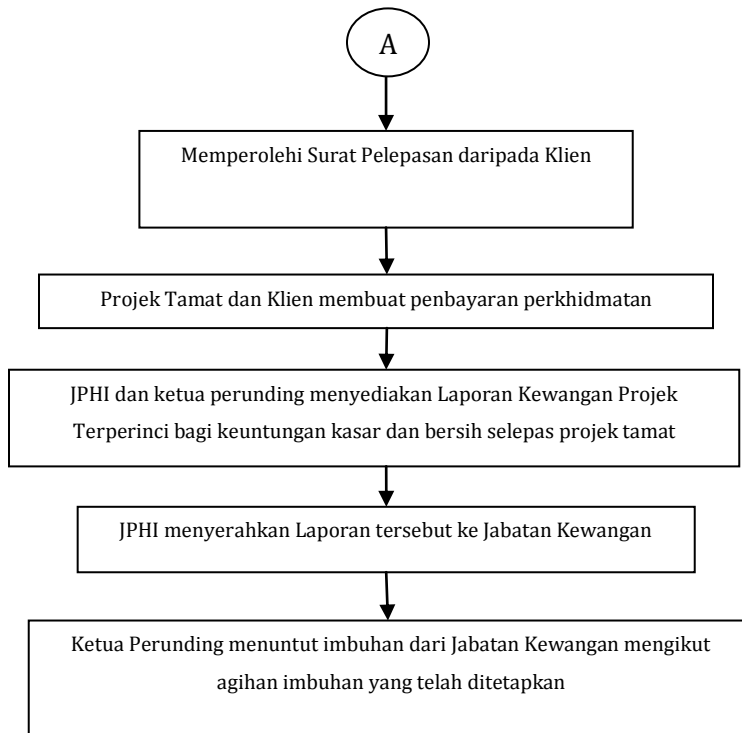 A
Memperolehi Surat Pelepasan daripada Klien
Projek Tamat dan Klien membuat penbayaran perkhidmatan
JPHI dan ketua perunding menyediakan Laporan Kewangan Projek
Terperinci bagi keuntungan kasar dan bersih selepas projek tamat
JPHI menyerahkan Laporan tersebut ke Jabatan Kewangan
Ketua Perunding menuntut imbuhan dari Jabatan Kewangan mengikut
agihan imbuhan yang telah ditetapkan